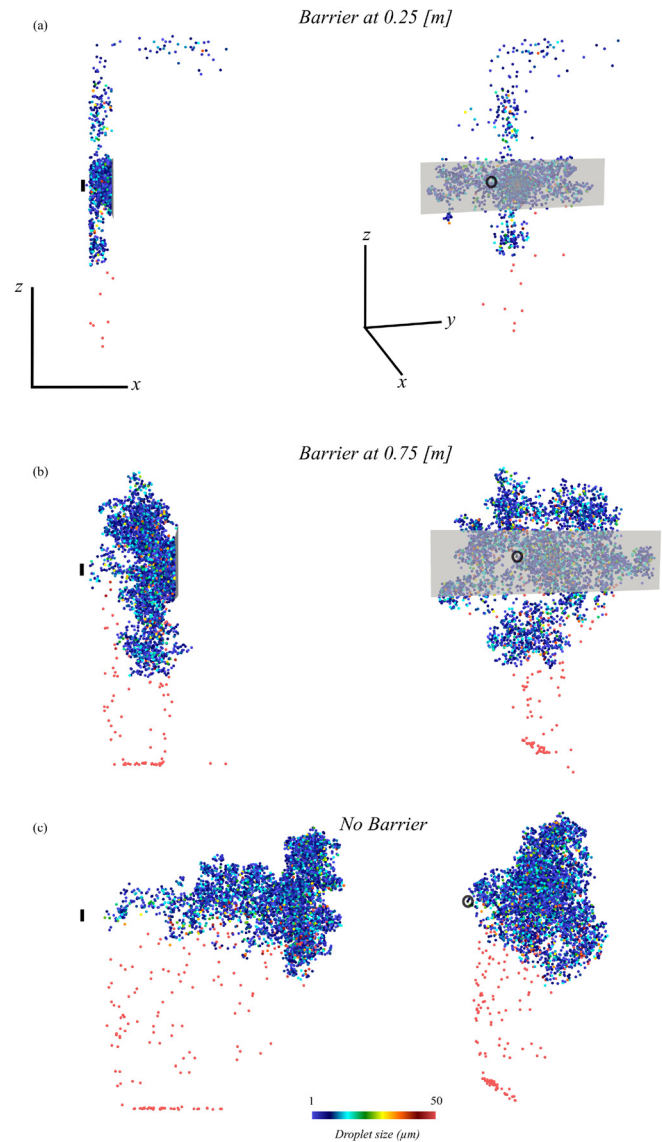 Barrier at 0.25 [m]
(a)
z
x
z
y
x
Barrier at 0.75 [m]
(b)
No Barrier
(c)
1 50
Droplet size (μm)